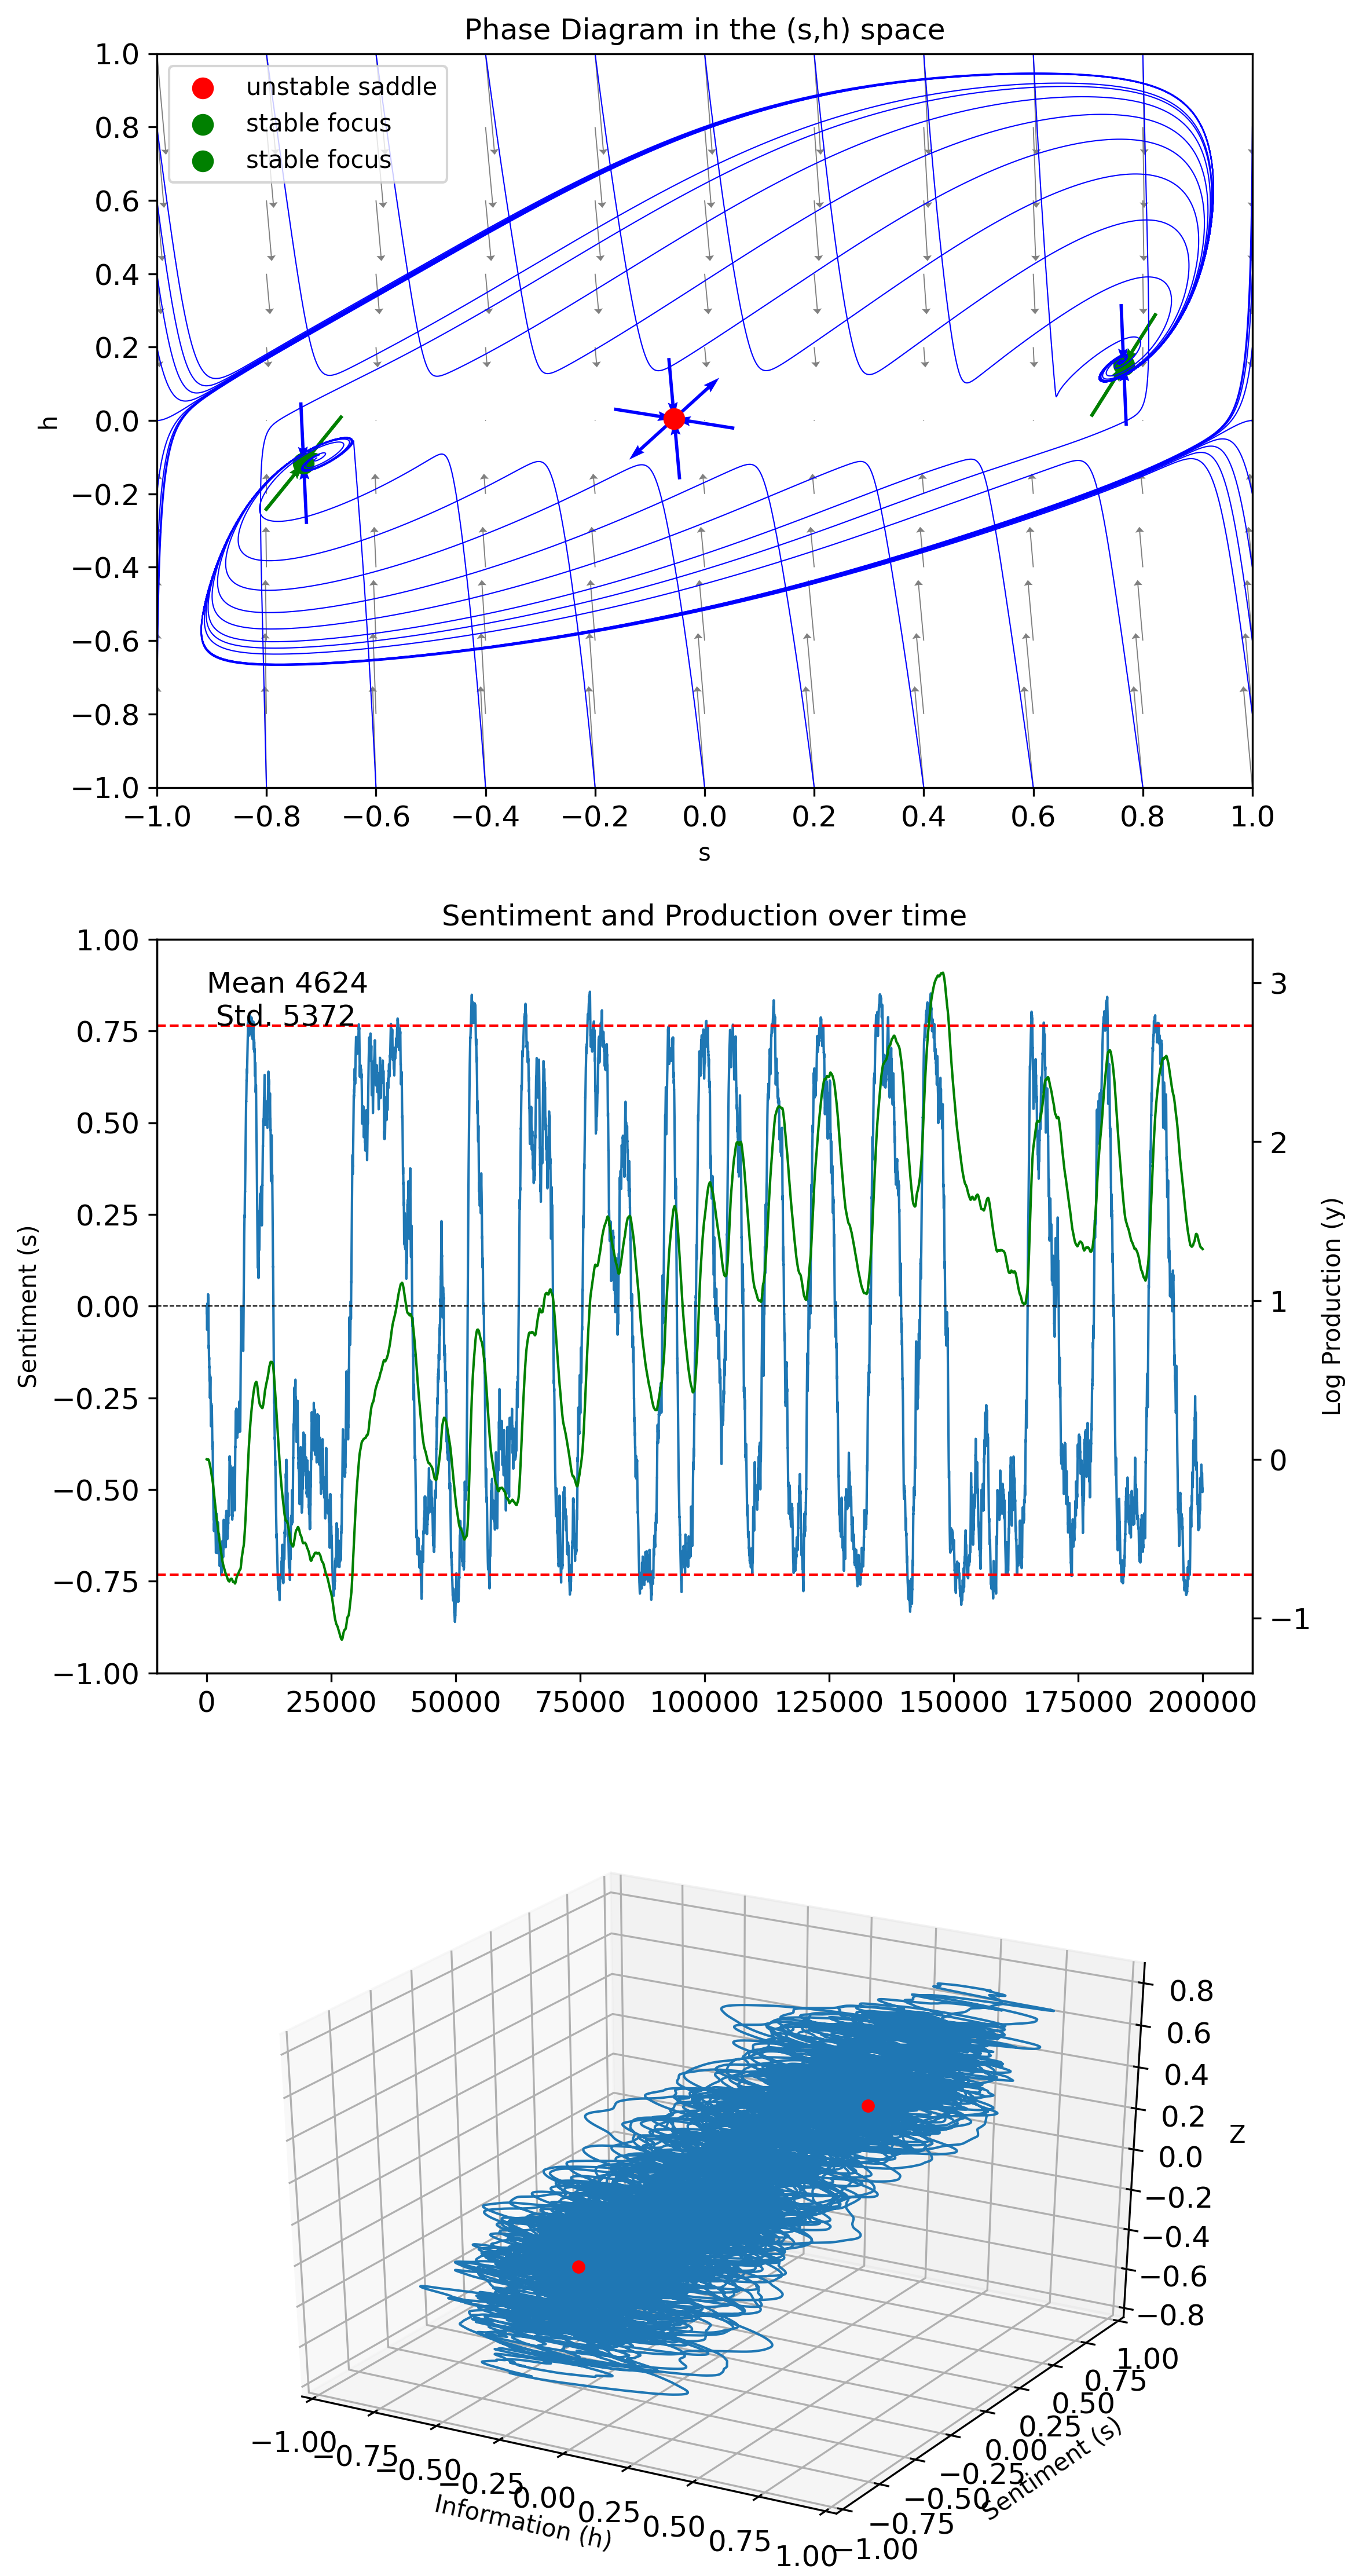 Phase Diagram in the (s,h) space
unstable saddle
stable focus
stable focus
1.0
0.8
0.6
0.4
0.2
0.0
−0.2
−0.4
−0.6
−0.8
−1.0
h
−1.0 −0.8 −0.6 −0.4 −0.2 0.0 0.2 0.4 0.6 0.8 1.0
s
Sentiment and Production over time
Mean 4624
Std. 5372
1.00
0.75
0.50
0.25
0.00
−0.25
−0.50
−0.75
−1.00
Sentiment (s)
3
2
1
0
−1
Log Production (y)
0 25000 50000 75000 100000 125000 150000 175000 200000
0.8
0.6
0.4
0.2
0.0
−0.2
−0.4
−0.6
−0.8
Z
1.00
0.75
0.50
0.25
0.00
−0.25
−0.50
−0.75
−1.00
Sentiment (s)
−1.00 −0.75 −0.50 −0.25 0.00 0.25 0.50 0.75 1.00
Information (h)